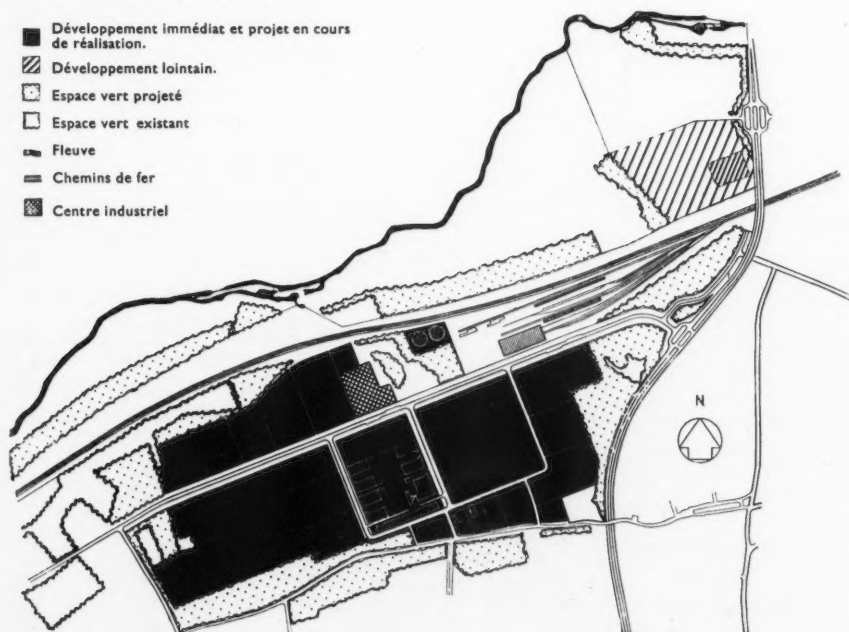 Développement immédiat et projet en cours
de réalisation.
Développement lointain.
Espace vert projeté
Espace vert existant
Fleuve
Chemins de fer
Centre industriel
N